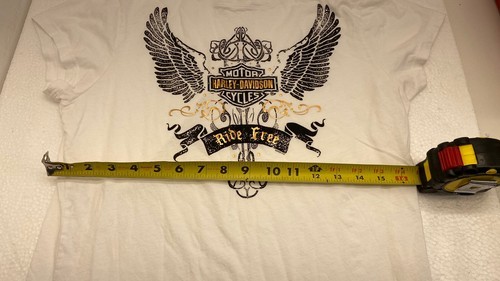 MOTOR
HARLEY-DAVIDSON
CYCLES
Ride Free
2 3 4 5 6 7 8 9 10 11 12 13 14 15